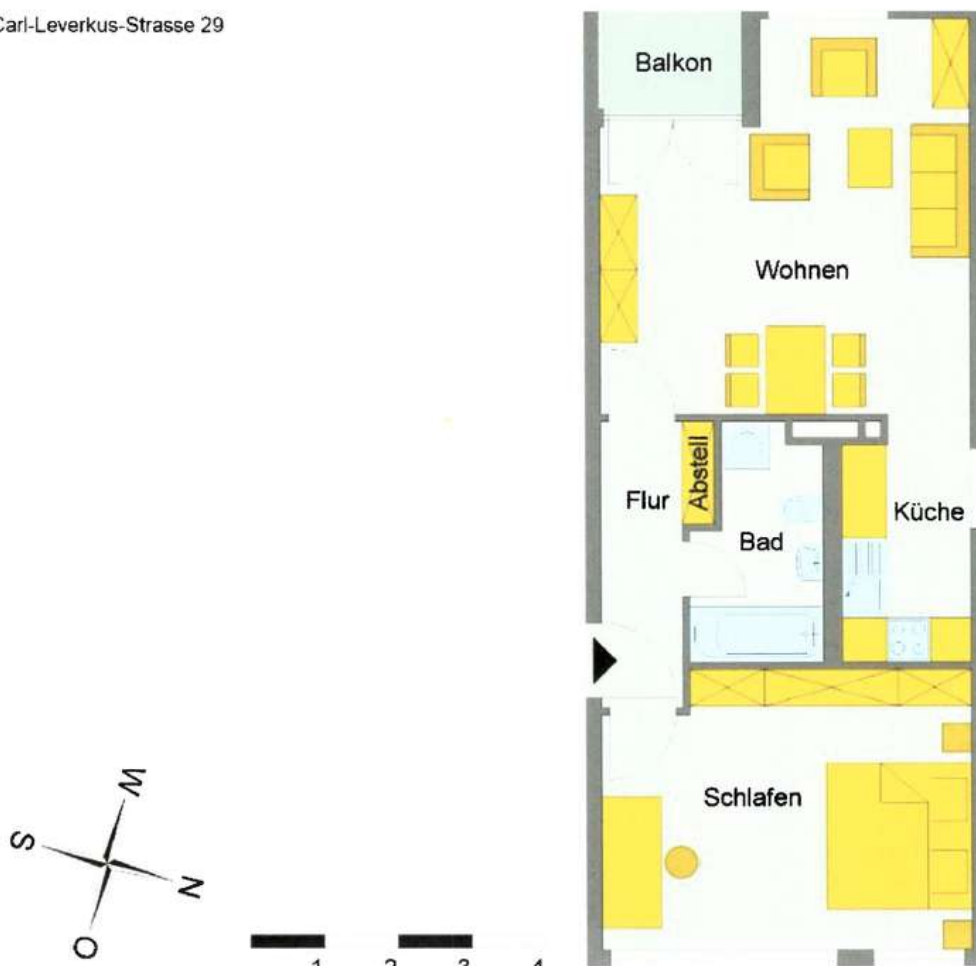 Carl-Leverkus-Strasse 29
Balkon
Wohnen
Abstell
Flur
Küche
Bad
Schlafen
W
S
N
O
1 2 3 4